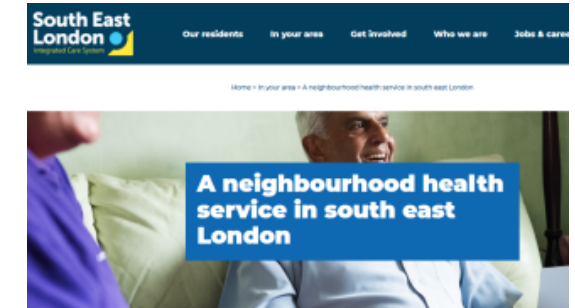 South East
London
Integrated Care System
Our residents
In your area
Get involved
Who we are
Jobs & caree
Home > In your area > A neighbourhood health service in south east London
A neighbourhood health
service in south east
London